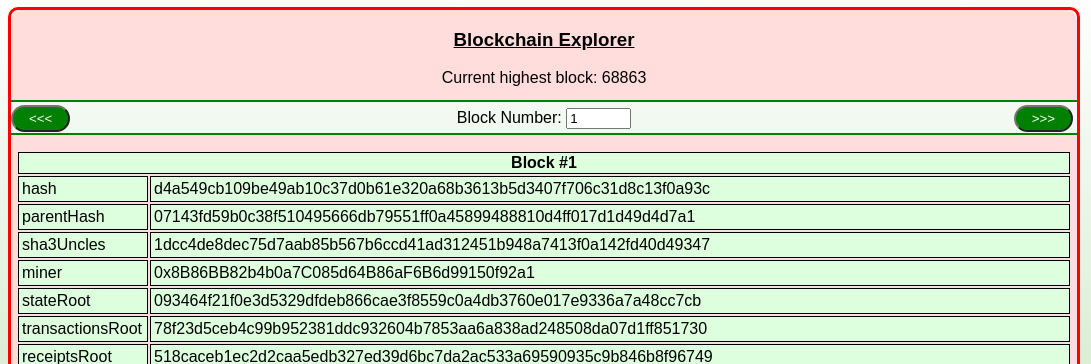 Blockchain Explorer
Current highest block: 68863
<<< Block Number: 1 >>>
Block #1
hash d4a549cb109be49ab10c37d0b61e320a68b3613b5d3407f706c31d8c13f0a93c
parentHash 07143fd59b0c38f510495666db79551ff0a45899488810d4ff017d1d49d4d7a1
sha3Uncles 1dcc4de8dec75d7aab85b567b6ccd41ad312451b948a7413f0a142fd40d49347
miner 0x8B86BB82b4b0a7C085d64B86aF6B6d99150f92a1
stateRoot 093464f21f0e3d5329dfdeb866cae3f8559c0a4db3760e017e9336a7a48cc7cb
transactionsRoot 78f23d5ceb4c99b952381ddc932604b7853aa6a838ad248508da07d1ff851730
receiptsRoot 518caceb1ec2d2caa5edb327ed39d6bc7da2ac533a69590935c9b846b8f96749